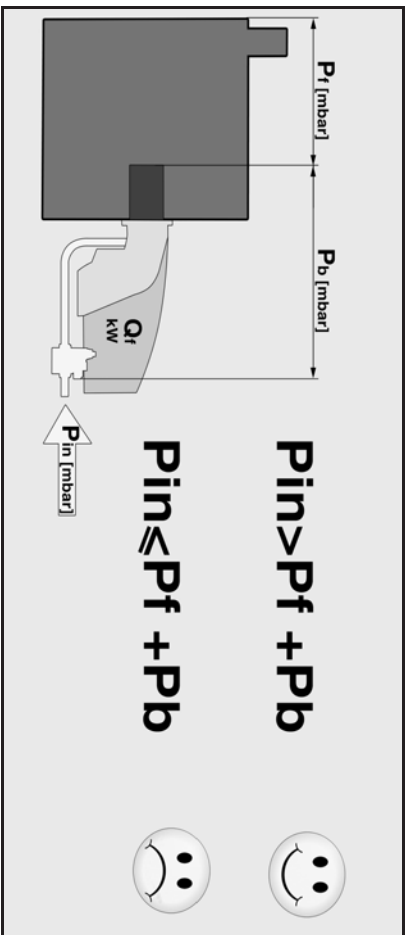 Pf [mbar]
Pb [mbar]
Qf
kW
Pin [mbar]
Pin>Pf +Pb
Pin⩽Pf +Pb